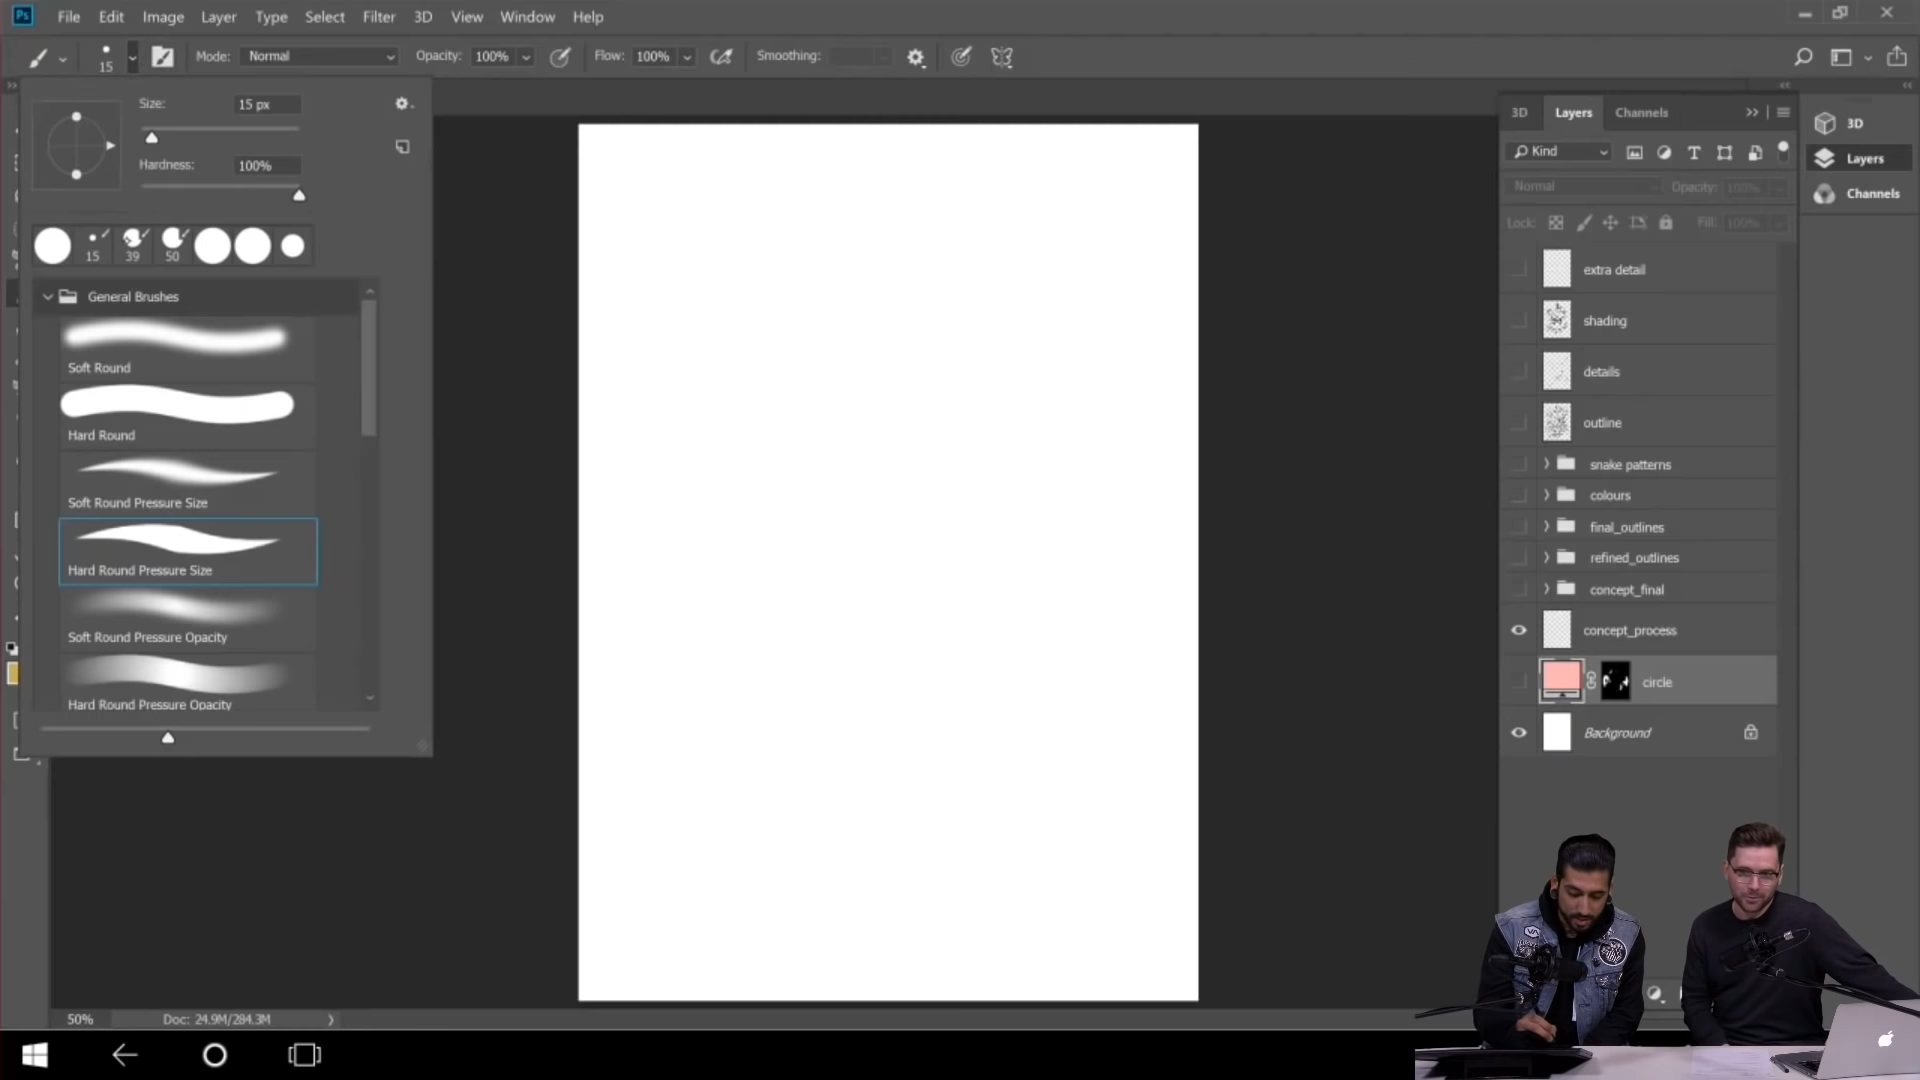 Ps File Edit Image Layer Type Select Filter 3D View Window Help
15 Mode: Normal Opacity: 100% Flow: 100% Smoothing:
Size: 15 px
Hardness: 100%
15 39 50
General Brushes
Soft Round
Hard Round
Soft Round Pressure Size
Hard Round Pressure Size
Soft Round Pressure Opacity
Hard Round Pressure Opacity
3D Layers Channels
Kind
Normal Opacity: 100%
Lock: Fill: 100%
extra detail
shading
details
outline
snake patterns
colours
final_outlines
refined_outlines
concept_final
concept_process
circle
Background
3D
Layers
Channels
50% Doc: 24.9M/284.3M